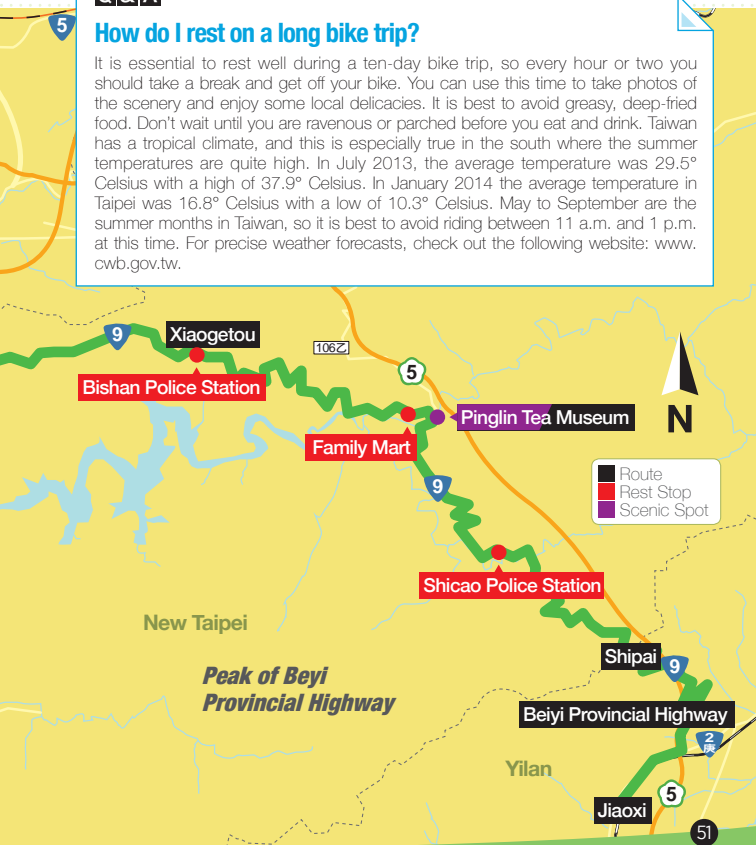 Q&A
5
How do I rest on a long bike trip?
It is essential to rest well during a ten-day bike trip, so every hour or two you
should take a break and get off your bike. You can use this time to take photos of
the scenery and enjoy some local delicacies. It is best to avoid greasy, deep-fried
food. Don't wait until you are ravenous or parched before you eat and drink. Taiwan
has a tropical climate, and this is especially true in the south where the summer
temperatures are quite high. In July 2013, the average temperature was 29.5°
Celsius with a high of 37.9° Celsius. In January 2014 the average temperature in
Taipei was 16.8° Celsius with a low of 10.3° Celsius. May to September are the
summer months in Taiwan, so it is best to avoid riding between 11 a.m. and 1 p.m.
at this time. For precise weather forecasts, check out the following website: www.
cwb.gov.tw.
9
Xiaogetou
106乙
Bishan Police Station
5
Pinglin Tea Museum
N
Family Mart
9
Route
Rest Stop
Scenic Spot
Shicao Police Station
New Taipei
Peak of Beyi
Provincial Highway
Shipai
9
Beiyi Provincial Highway
2庚
Yilan
5
Jiaoxi
51